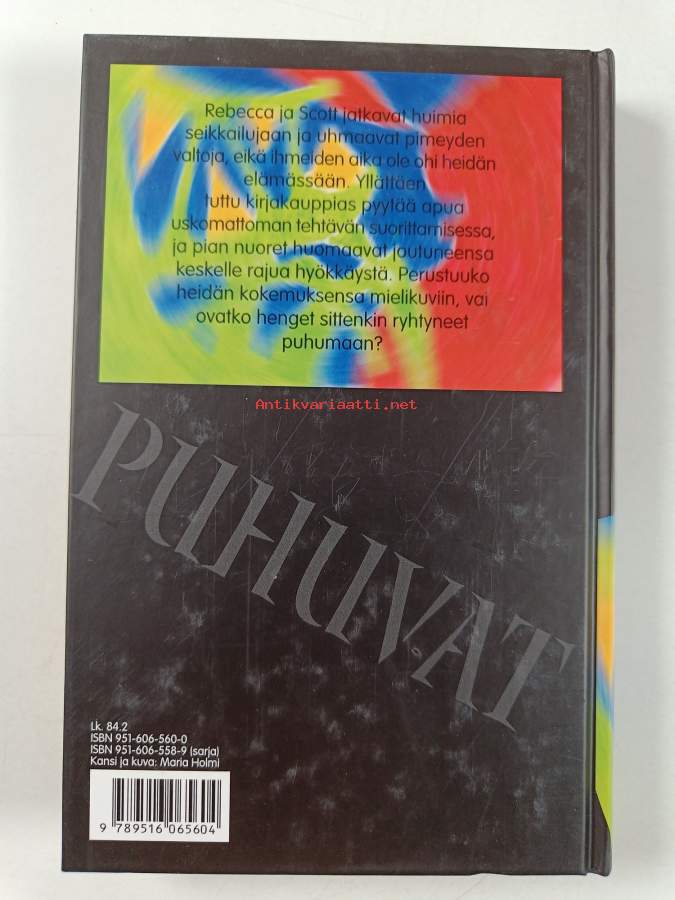 Rebecca ja Scott jatkavat huimia
seikkailujaan ja uhmaavat pimeyden
valtoja, eikä ihmeiden aika ole ohi heidän
elämässään. Yllättäen
tuttu kirjakauppias pyytää apua
uskomattoman tehtävän suorittamisessa,
ja pian nuoret huomaavat joutuneensa
keskelle rajua hyökkäystä. Perustuuko
heidän kokemuksensa mielikuviin, vai
ovatko henget sittenkin ryhtyneet
puhumaan?
Antikvariaatti.net
PUHUVAT
Lk. 84.2
ISBN 951-606-560-0
ISBN 951-606-558-9 (sarja)
Kansi ja kuva: Maria Holmi
9 789516 065604